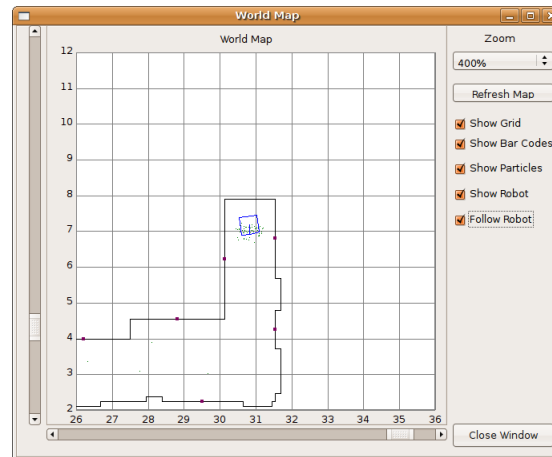 World Map
World Map
Zoom
400%
Refresh Map
Show Grid
Show Bar Codes
Show Particles
Show Robot
Follow Robot
12
11
10
9
8
7
6
5
4
3
2
26 27 28 29 30 31 32 33 34 35 36
Close Window